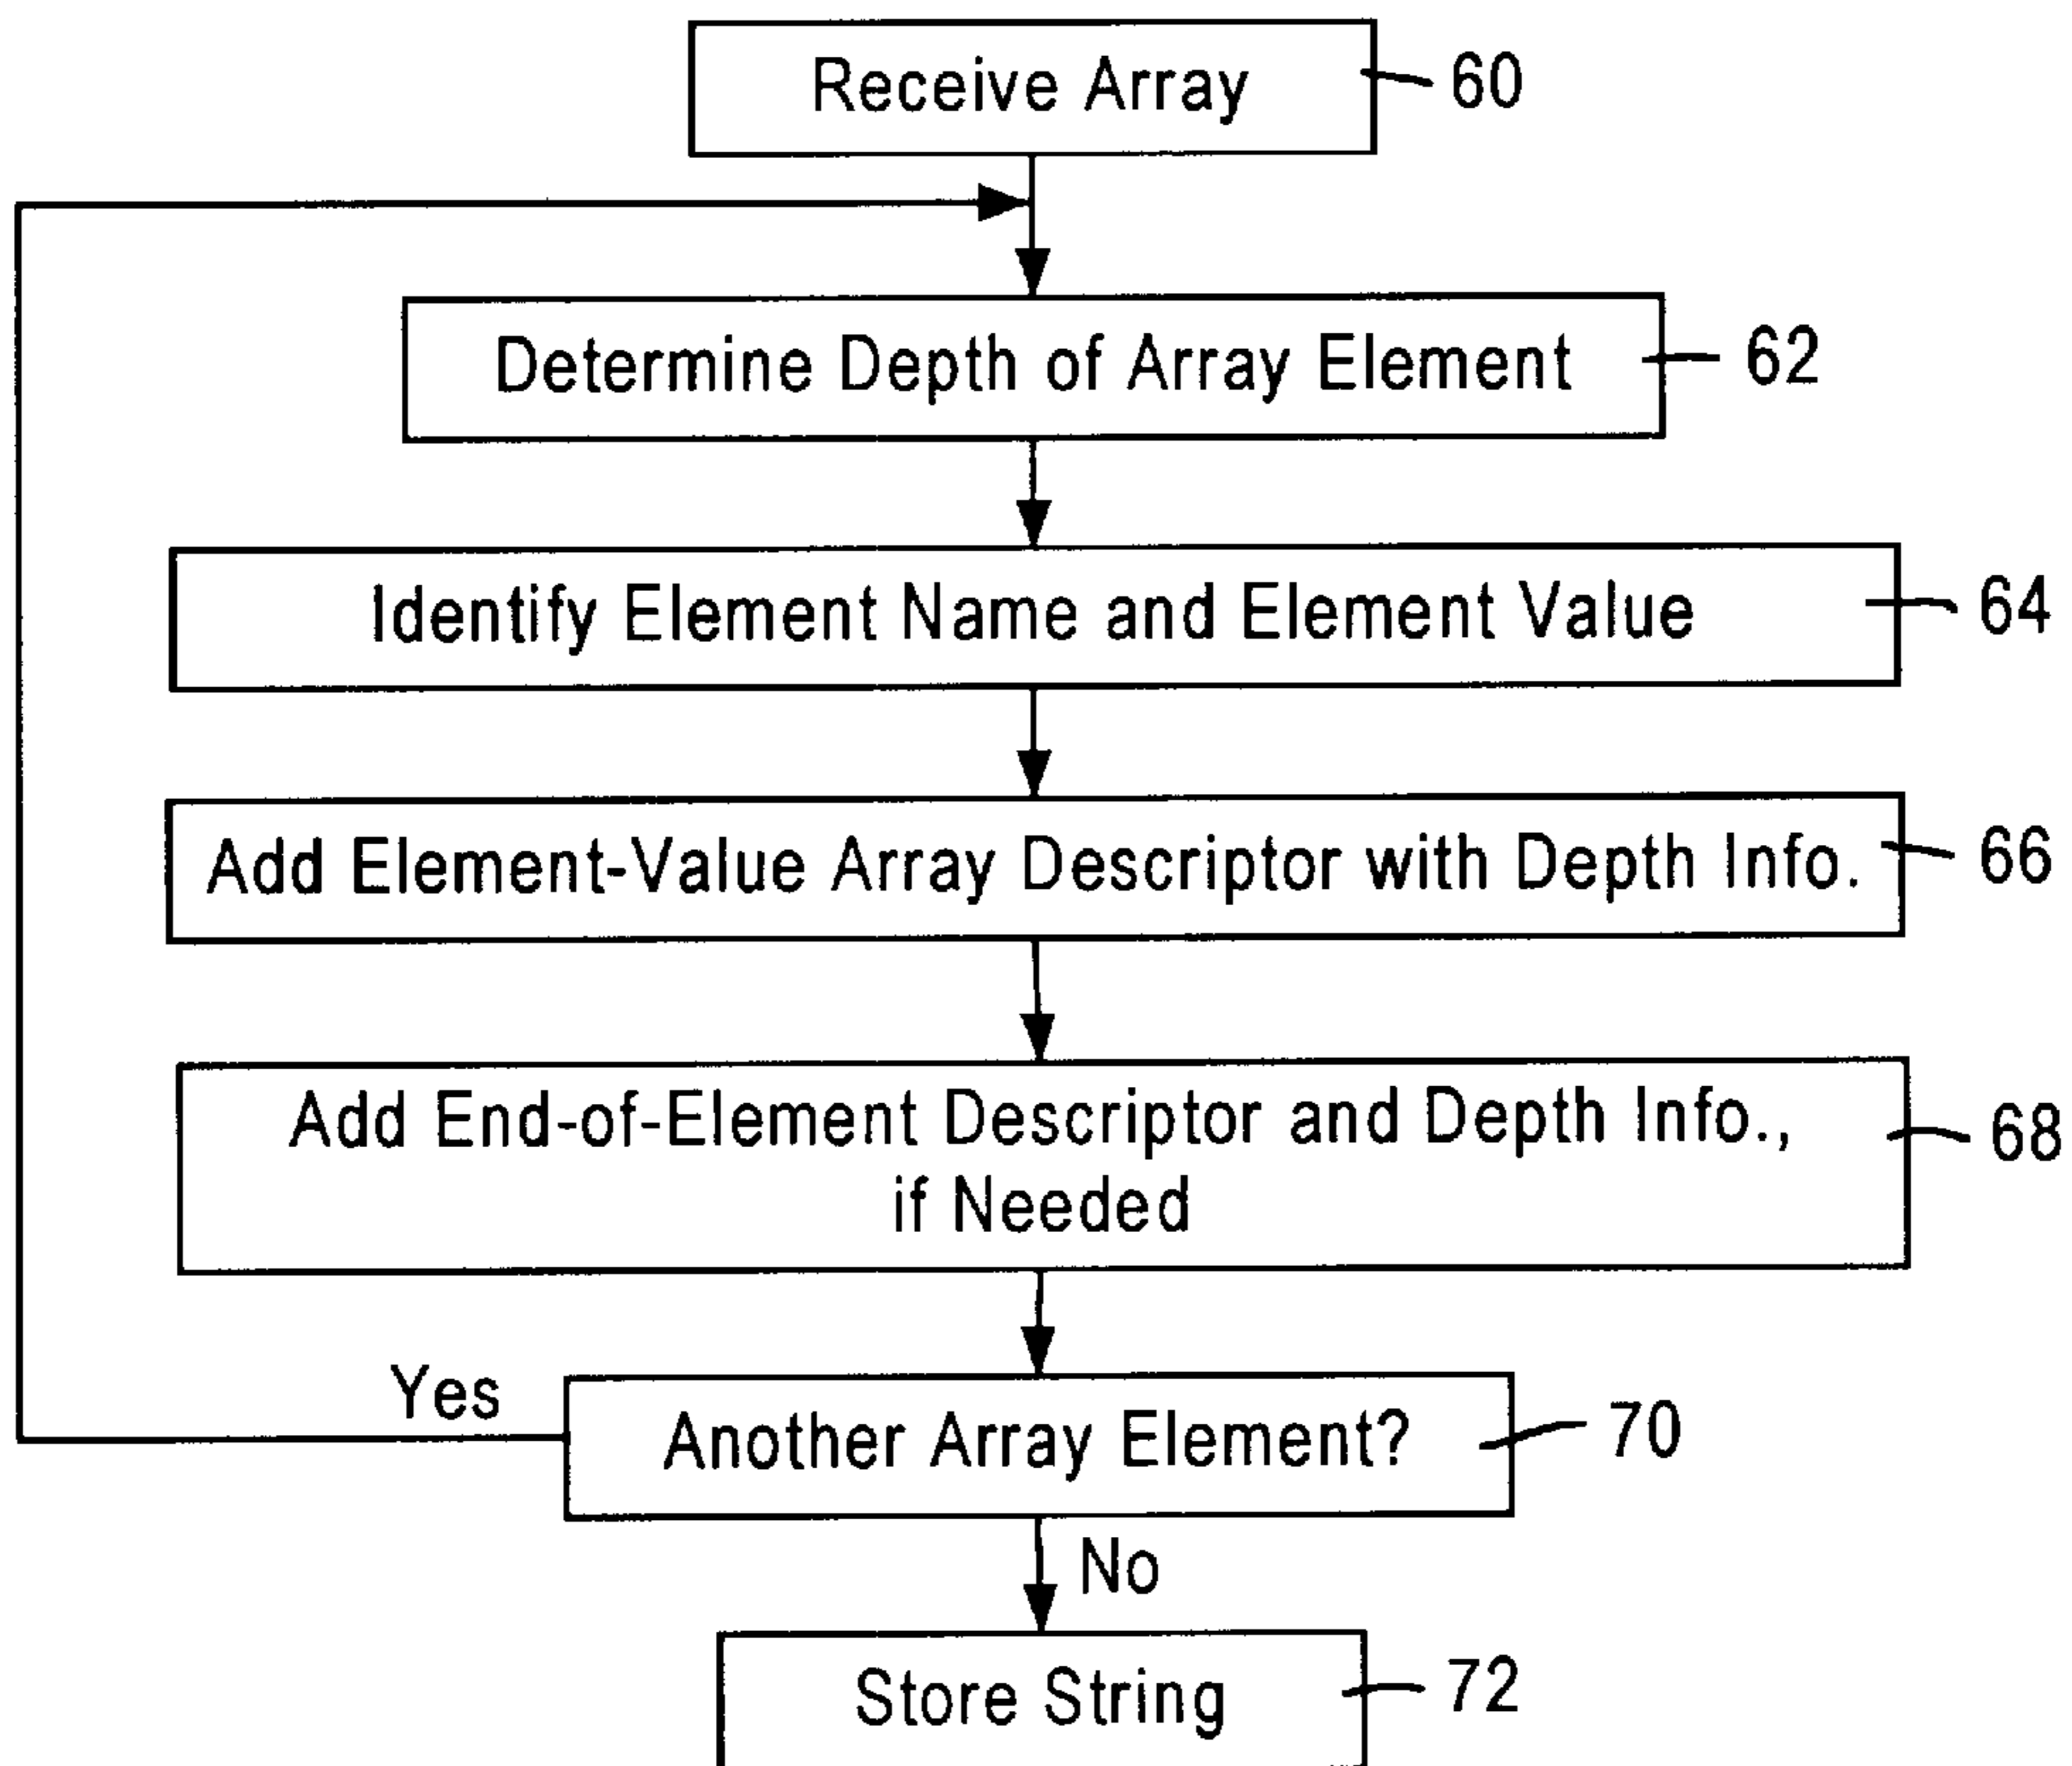 Receive Array 60
Determine Depth of Array Element 62
Identify Element Name and Element Value 64
Add Element-Value Array Descriptor with Depth Info. 66
Add End-of-Element Descriptor and Depth Info., 68
if Needed
Yes
Another Array Element? 70
No
Store String 72